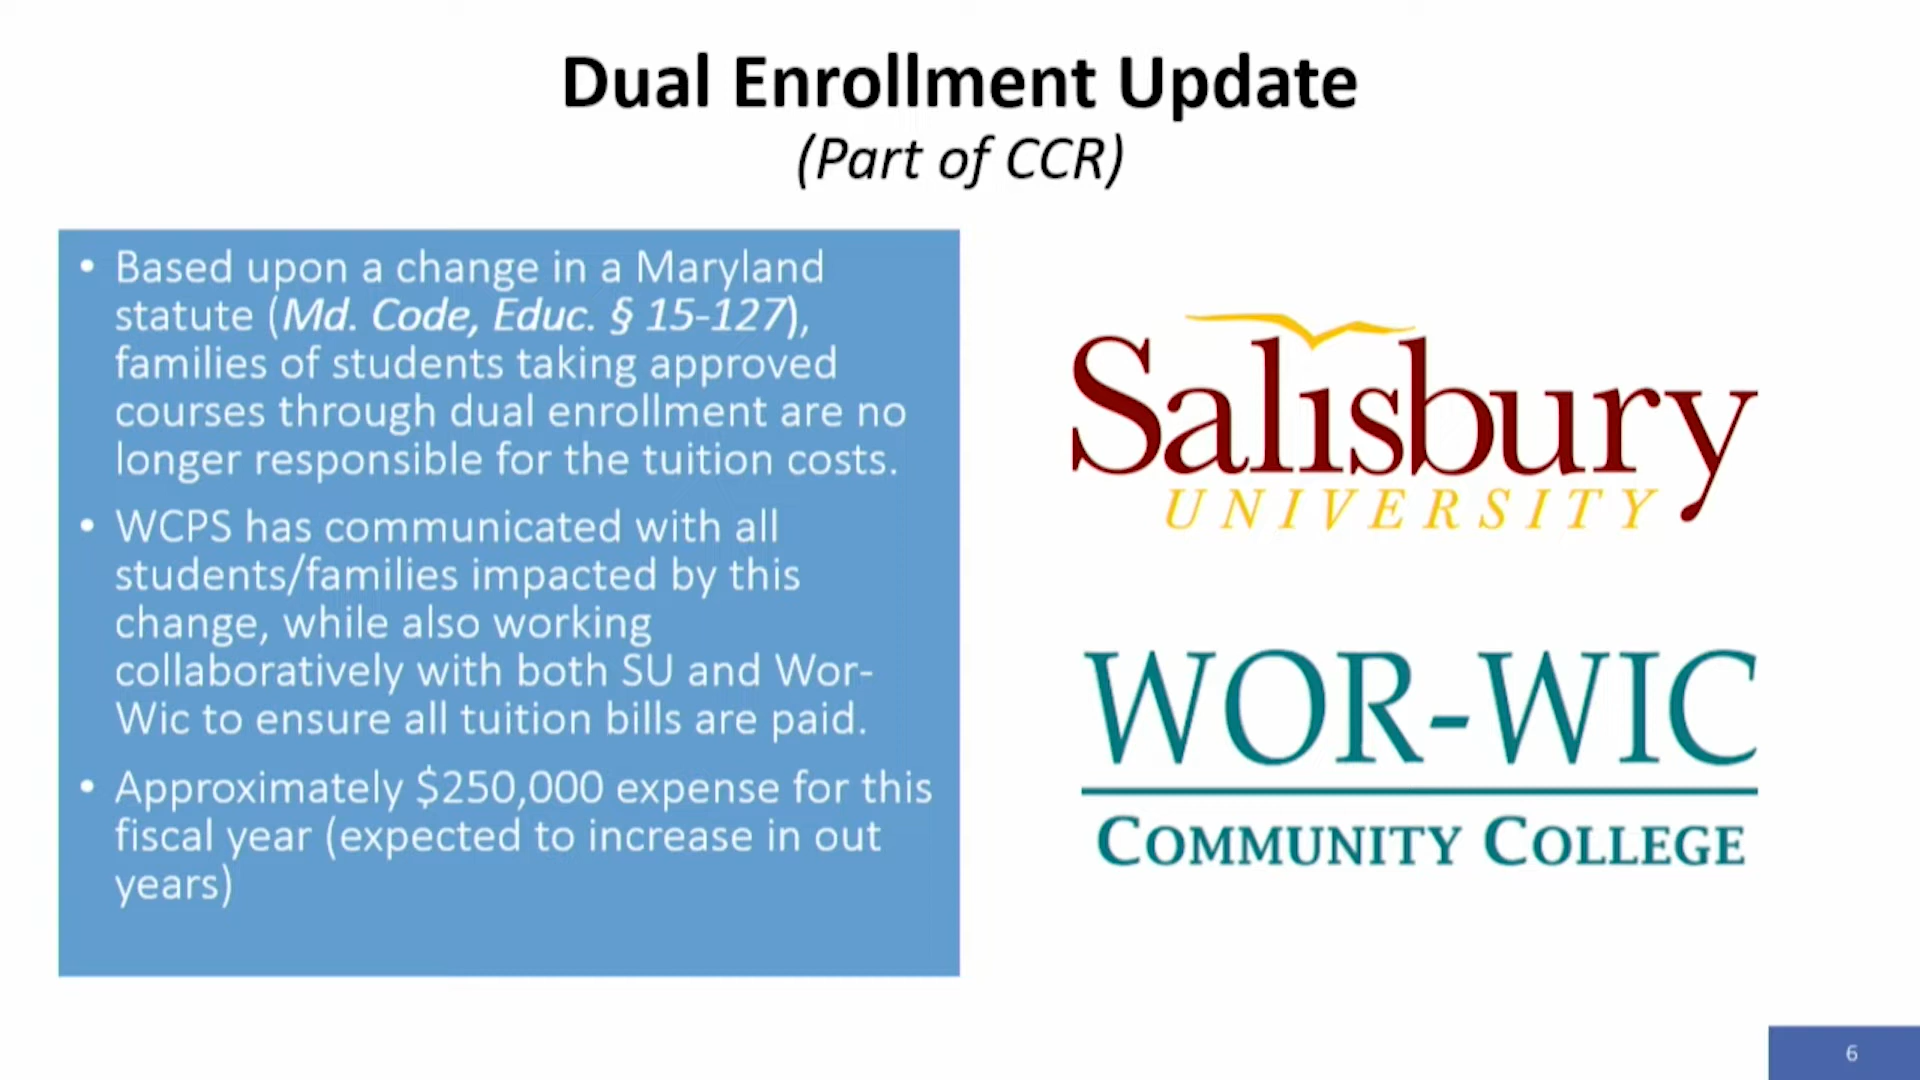 Dual Enrollment Update
(Part of CCR)
• Based upon a change in a Maryland
statute (Md. Code, Educ. § 15-127),
families of students taking approved
courses through dual enrollment are no
longer responsible for the tuition costs.
• WCPS has communicated with all
students/families impacted by this
change, while also working
collaboratively with both SU and Wor-
Wic to ensure all tuition bills are paid.
• Approximately $250,000 expense for this
fiscal year (expected to increase in out
years)
Salisbury
UNIVERSITY
WOR-WIC
COMMUNITY COLLEGE
6